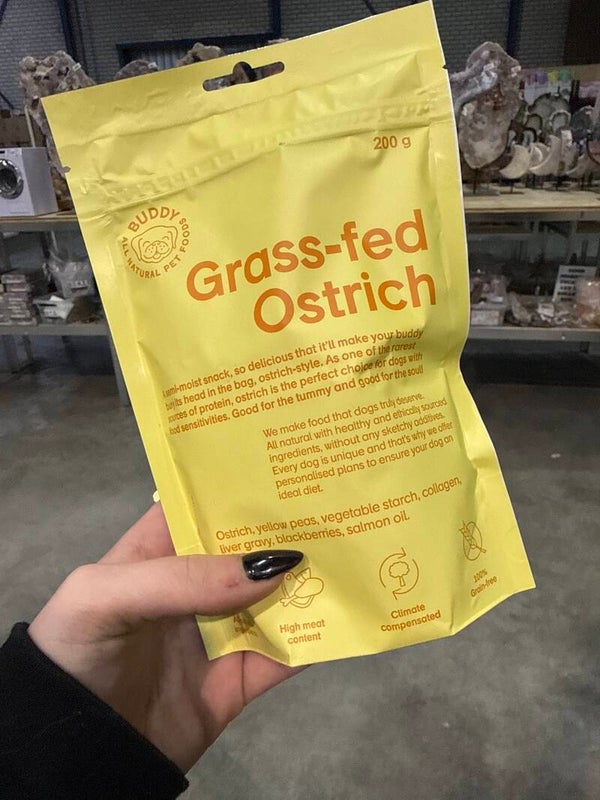 200 g
BUDDY
ALL NATURAL PET FOODS
Grass-fed
Ostrich
semi-moist snack, so delicious that it'll make your buddy
bury its head in the bag, ostrich-style. As one of the rarest
sources of protein, ostrich is the perfect choice for dogs with
food sensitivities. Good for the tummy and good for the soul!
We make food that dogs truly deserve.
All natural with healthy and ethically sourced
ingredients, without any sketchy additives.
Every dog is unique and that's why we offer
personalised plans to ensure your dog an
ideal diet.
Ostrich, yellow peas, vegetable starch, collagen,
liver gravy, blackberries, salmon oil.
High meat
content
Climate
compensated
100%
Grain-free